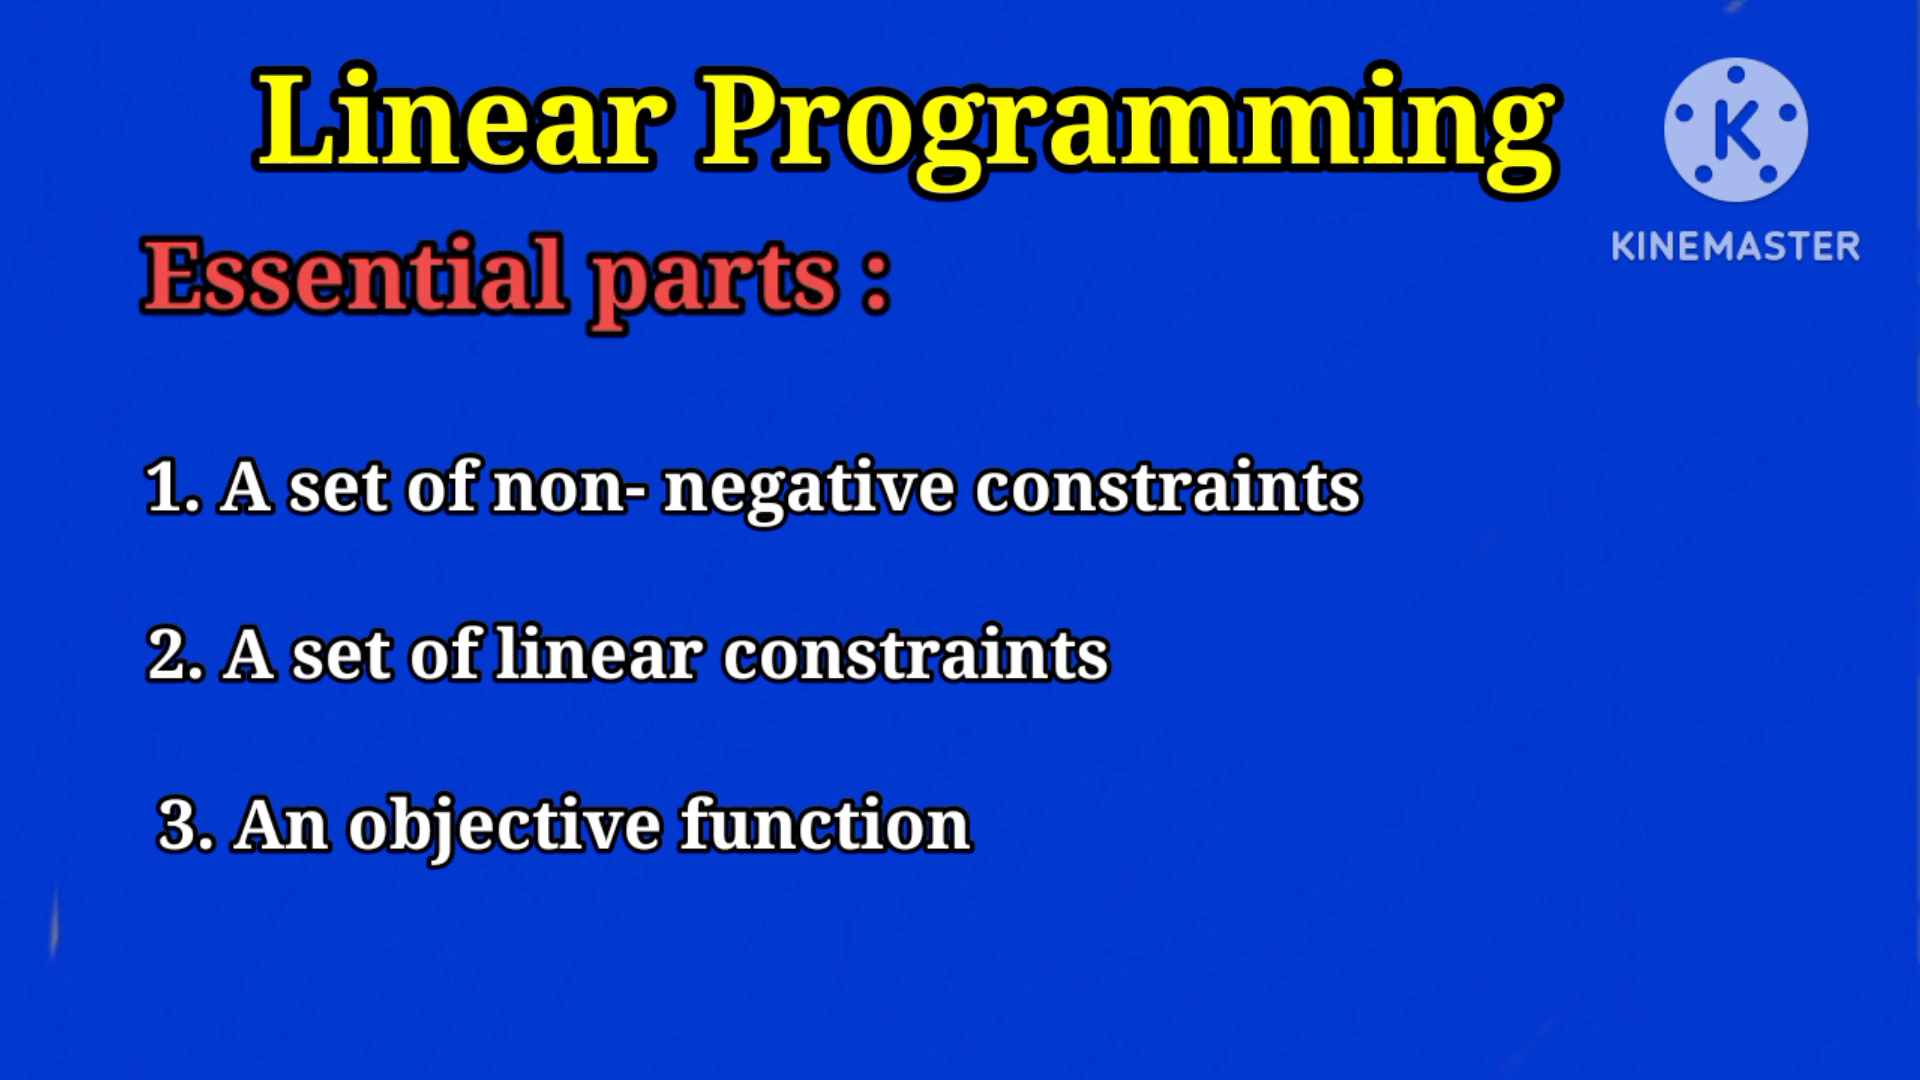 Linear Programming
K
KINEMASTER
Essential parts :
1. A set of non- negative constraints
2. A set of linear constraints
3. An objective function